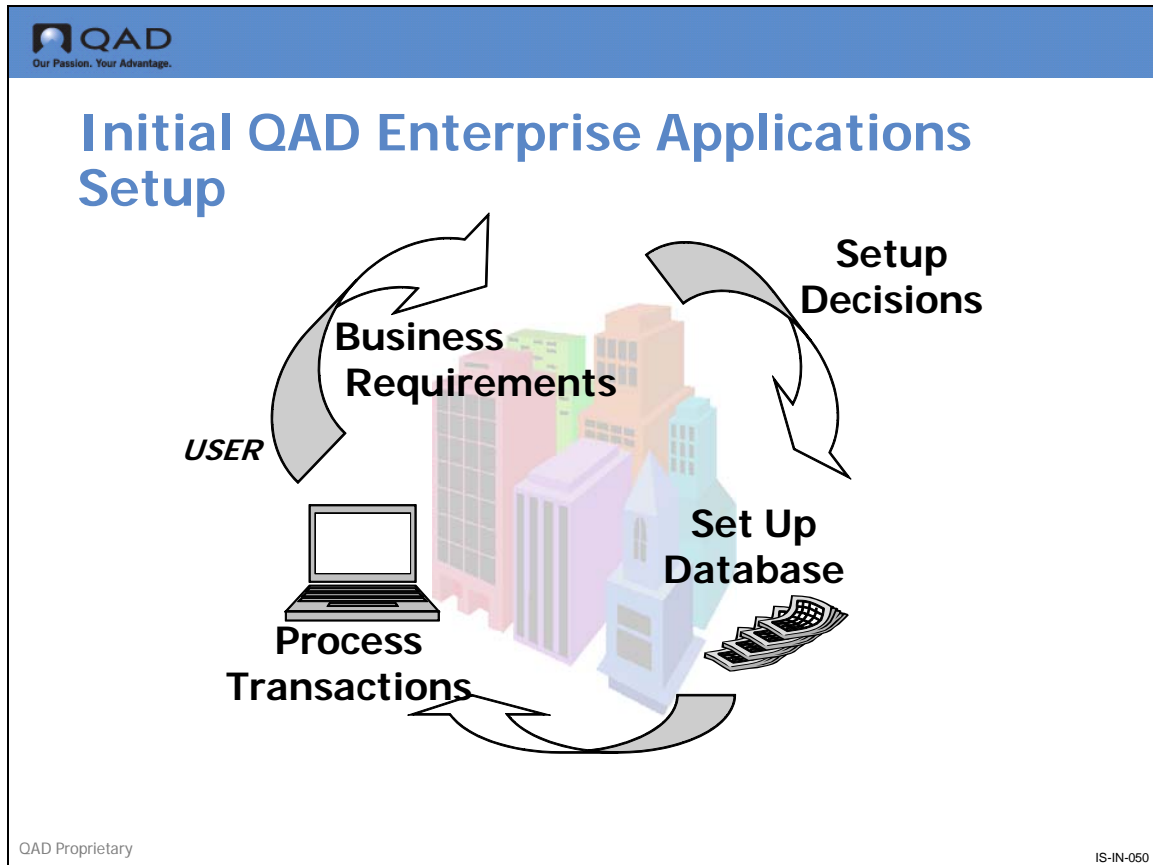 QAD
Our Passion. Your Advantage.
Initial QAD Enterprise Applications
Setup
Setup
Decisions
Business
Requirements
USER
Set Up
Database
Process
Transactions
QAD Proprietary
IS-IN-050